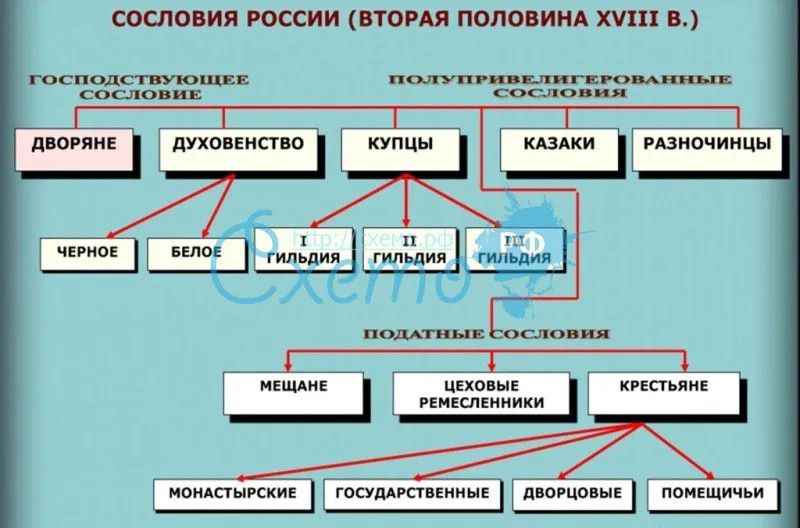 СОСЛОВИЯ РОССИИ (ВТОРАЯ ПОЛОВИНА XVIII В.)
ГОСПОДСТВУЮЩЕЕ
СОСЛОВИЕ
ПОЛУПРИВЕЛИГЕРОВАННЫЕ
СОСЛОВИЯ
ДВОРЯНЕ
ДУХОВЕНСТВО
КУПЦЫ
КАЗАКИ
РАЗНОЧИНЦЫ
ЧЕРНОЕ
БЕЛОЕ
I
ГИЛЬДИЯ
II
ГИЛЬДИЯ
III
ГИЛЬДИЯ
http://схемо.рф
Схемо
РФ
ПОДАТНЫЕ СОСЛОВИЯ
МЕЩАНЕ
ЦЕХОВЫЕ
РЕМЕСЛЕННИКИ
КРЕСТЬЯНЕ
МОНАСТЫРСКИЕ
ГОСУДАРСТВЕННЫЕ
ДВОРЦОВЫЕ
ПОМЕЩИЧЬИ